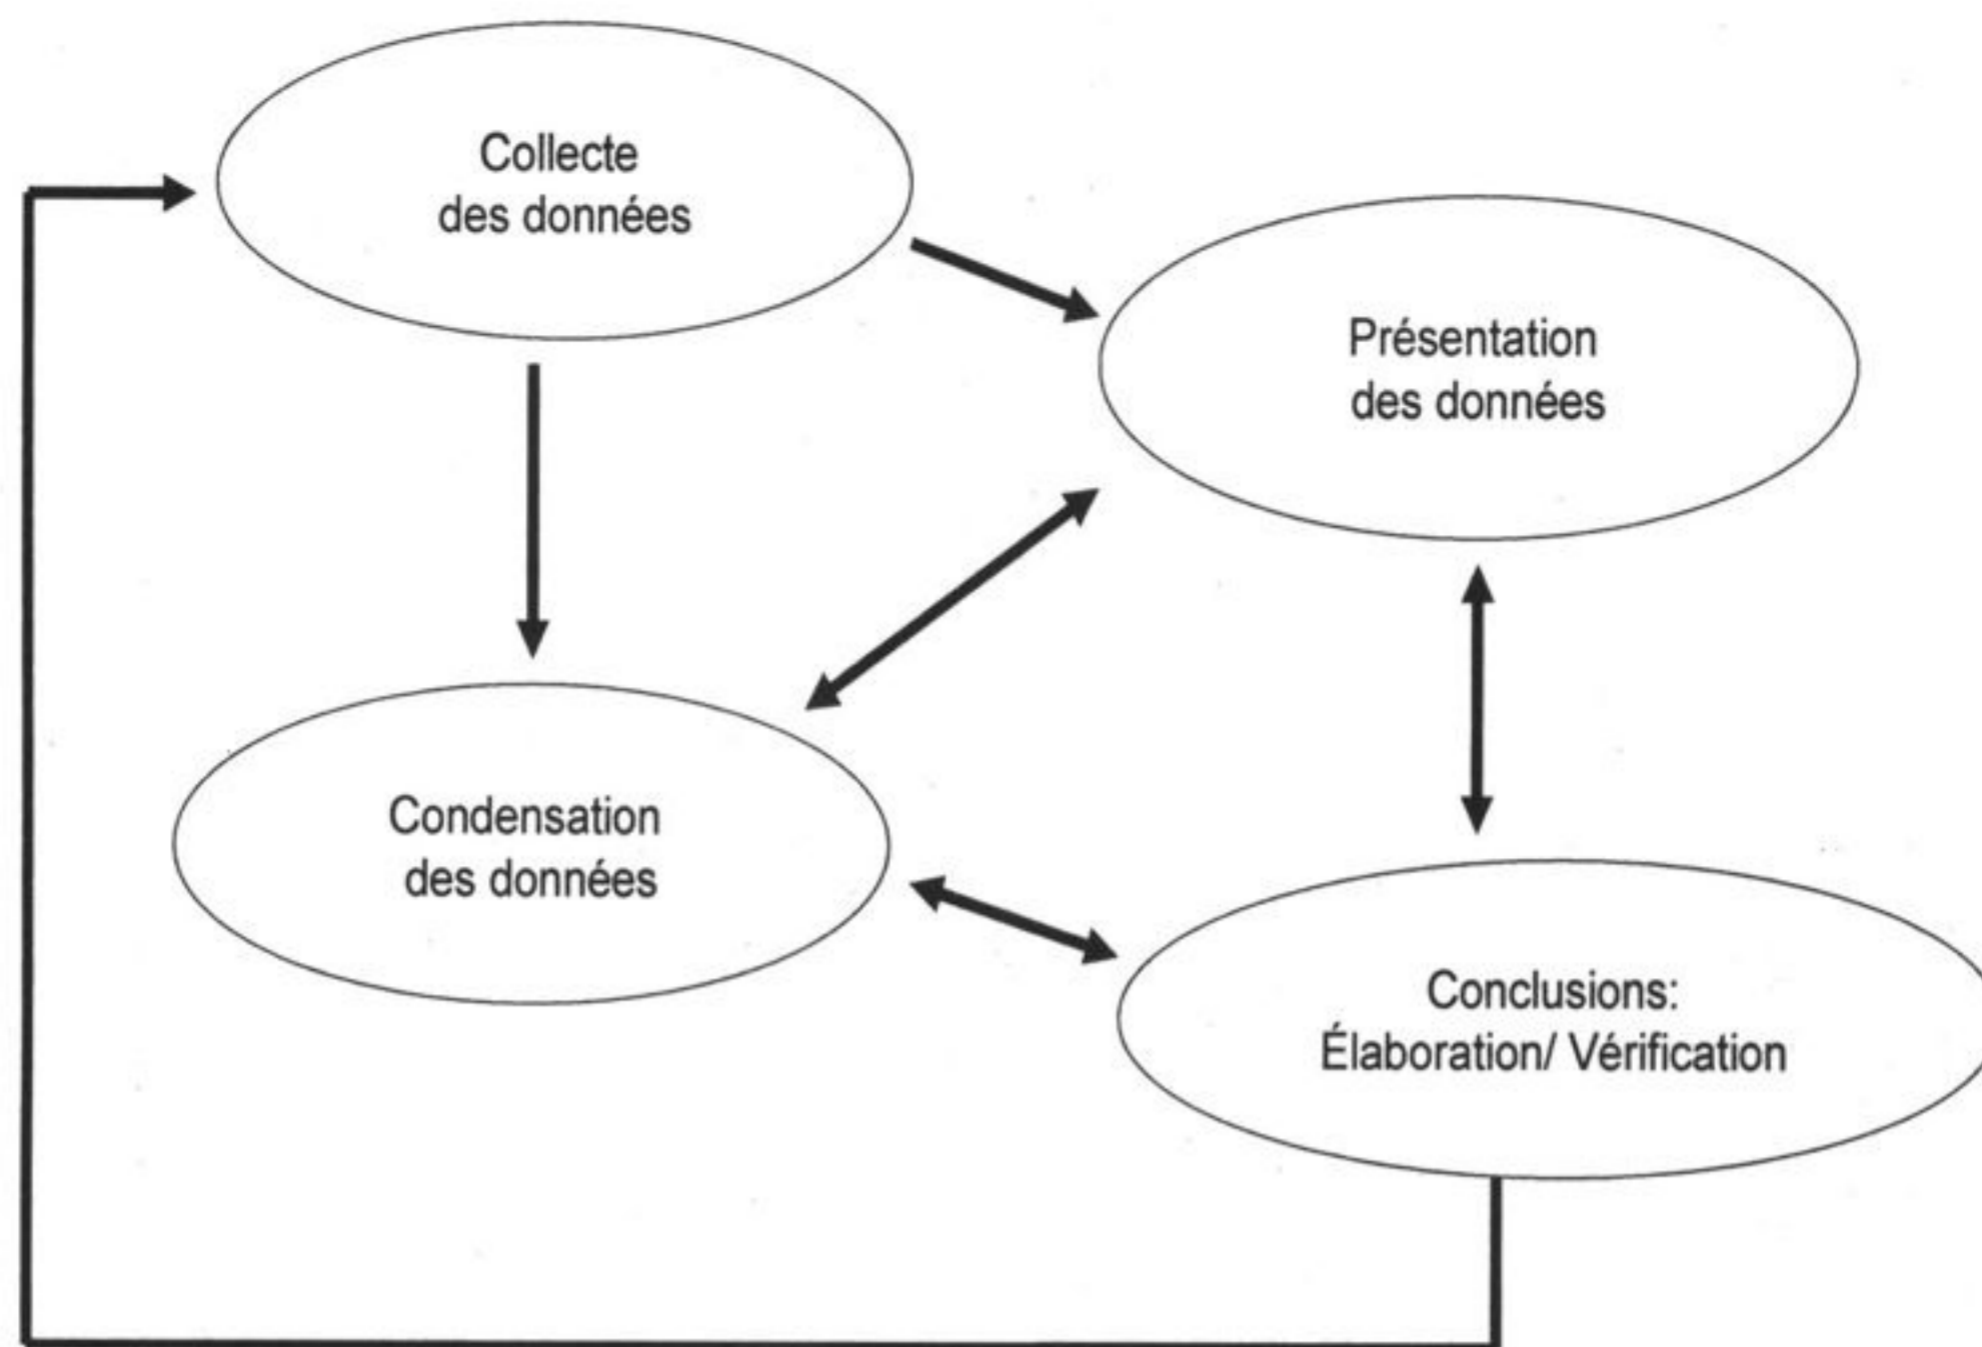 Collecte
des données
Présentation
des données
Condensation
des données
Conclusions:
Élaboration/ Vérification